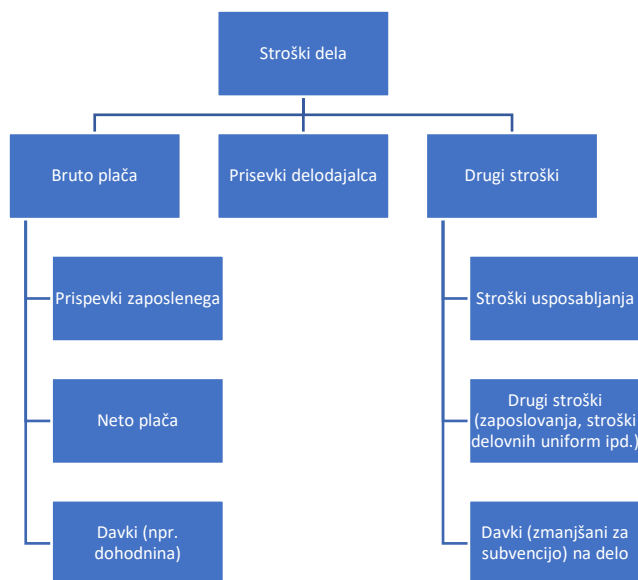 Stroški dela
Bruto plača
Prisevki delodajalca
Drugi stroški
Prispevki zaposlenega
Neto plača
Davki (npr.
dohodnina)
Stroški usposabljanja
Drugi stroški
(zaposlovanja, stroški
delovnih uniform ipd.)
Davki (zmanjšani za
subvencijo) na delo